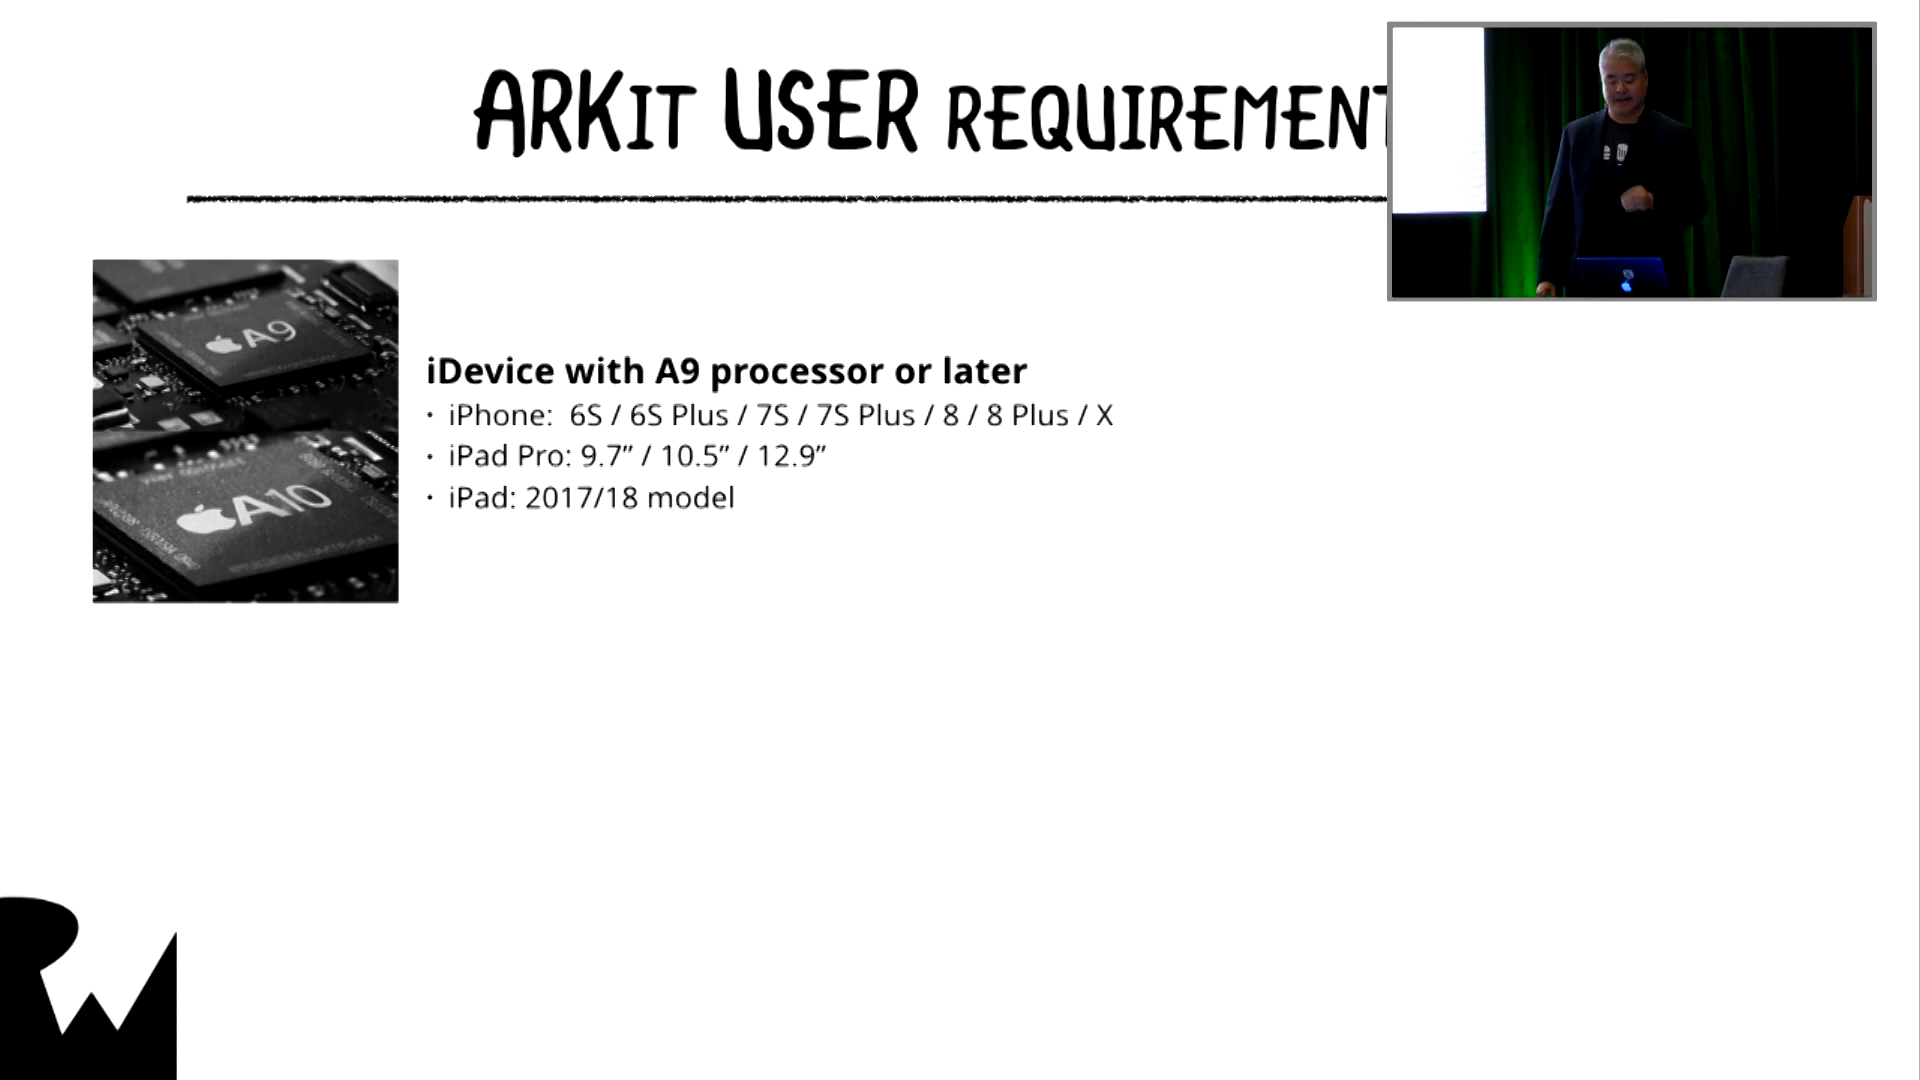 ARKIT USER REQUIREMENT
A9
iDevice with A9 processor or later
• iPhone:  6S / 6S Plus / 7S / 7S Plus / 8 / 8 Plus / X
• iPad Pro: 9.7” / 10.5” / 12.9”
• iPad: 2017/18 model
A10
RW